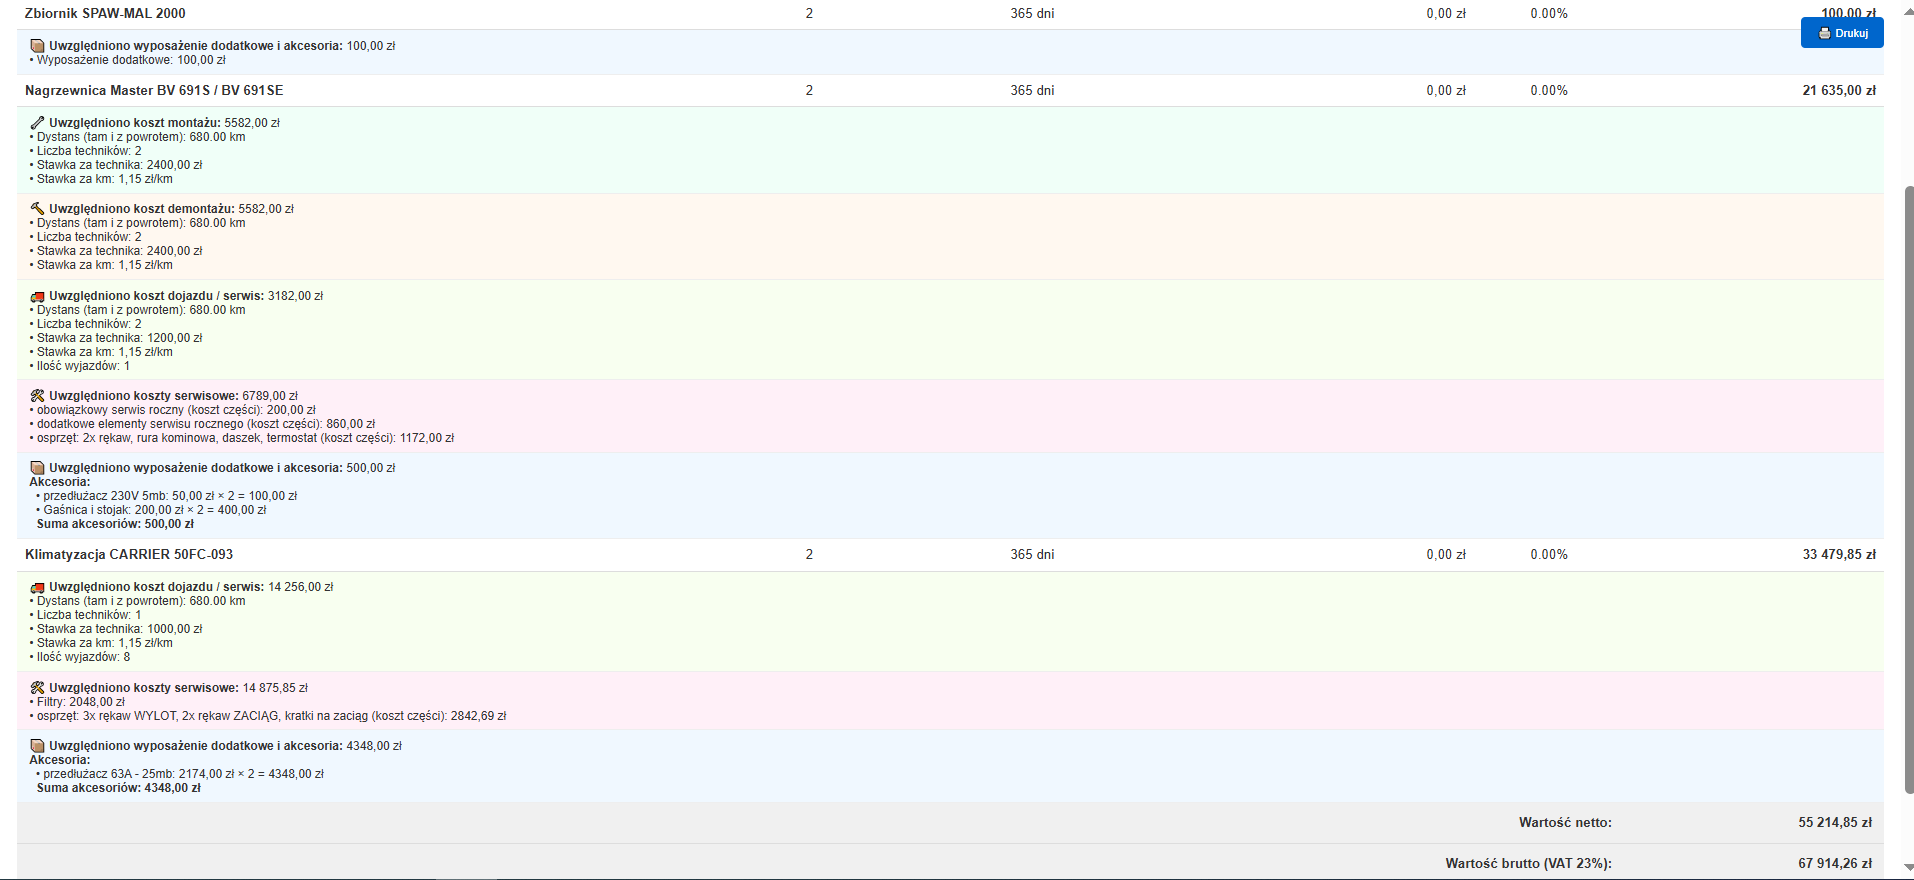 Zbiornik SPAW-MAL 2000 2 365 dni 0,00 zł 0.00% 100,00 zł
Drukuj
Uwzględniono wyposażenie dodatkowe i akcesoria: 100,00 zł
• Wyposażenie dodatkowe: 100,00 zł
Nagrzewnica Master BV 691S / BV 691SE 2 365 dni 0,00 zł 0.00% 21 635,00 zł
Uwzględniono koszt montażu: 5582,00 zł
• Dystans (tam i z powrotem): 680.00 km
• Liczba techników: 2
• Stawka za technika: 2400,00 zł
• Stawka za km: 1,15 zł/km
Uwzględniono koszt demontażu: 5582,00 zł
• Dystans (tam i z powrotem): 680.00 km
• Liczba techników: 2
• Stawka za technika: 2400,00 zł
• Stawka za km: 1,15 zł/km
Uwzględniono koszt dojazdu / serwis: 3182,00 zł
• Dystans (tam i z powrotem): 680.00 km
• Liczba techników: 2
• Stawka za technika: 1200,00 zł
• Stawka za km: 1,15 zł/km
• Ilość wyjazdów: 1
Uwzględniono koszty serwisowe: 6789,00 zł
• obowiązkowy serwis roczny (koszt części): 200,00 zł
• dodatkowe elementy serwisu rocznego (koszt części): 860,00 zł
• osprzęt: 2x rękaw, rura kominowa, daszek, termostat (koszt części): 1172,00 zł
Uwzględniono wyposażenie dodatkowe i akcesoria: 500,00 zł
Akcesoria:
• przedłużacz 230V 5mb: 50,00 zł × 2 = 100,00 zł
• Gaśnica i stojak: 200,00 zł × 2 = 400,00 zł
Suma akcesoriów: 500,00 zł
Klimatyzacja CARRIER 50FC-093 2 365 dni 0,00 zł 0.00% 33 479,85 zł
Uwzględniono koszt dojazdu / serwis: 14 256,00 zł
• Dystans (tam i z powrotem): 680.00 km
• Liczba techników: 1
• Stawka za technika: 1000,00 zł
• Stawka za km: 1,15 zł/km
• Ilość wyjazdów: 8
Uwzględniono koszty serwisowe: 14 875,85 zł
• Filtry: 2048,00 zł
• osprzęt: 3x rękaw WYLOT, 2x rękaw ZACIĄG, kratki na zaciąg (koszt części): 2842,69 zł
Uwzględniono wyposażenie dodatkowe i akcesoria: 4348,00 zł
Akcesoria:
• przedłużacz 63A - 25mb: 2174,00 zł × 2 = 4348,00 zł
Suma akcesoriów: 4348,00 zł
Wartość netto: 55 214,85 zł
Wartość brutto (VAT 23%): 67 914,26 zł